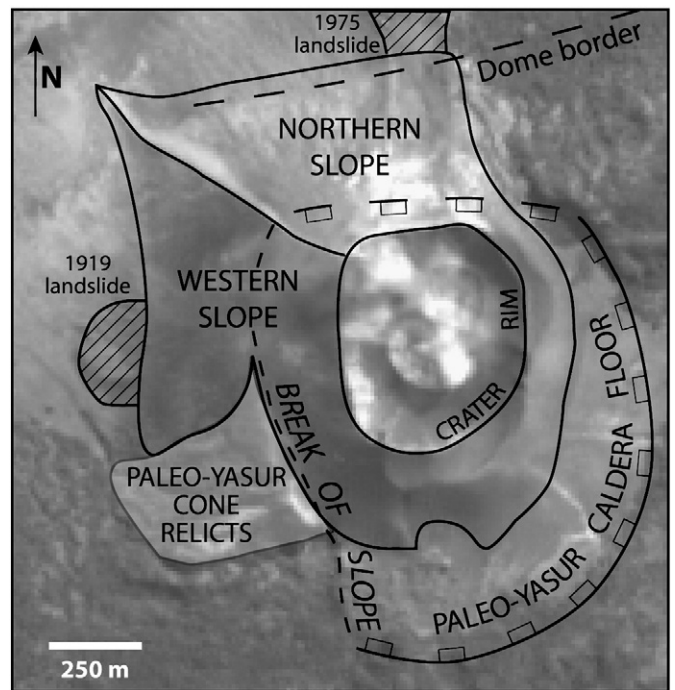 1975
landslide
Dome border
N
NORTHERN
SLOPE
1919
landslide
WESTERN
SLOPE
RIM
CRATER
BREAK OF SLOPE
PALEO-YASUR CALDERA FLOOR
PALEO-YASUR
CONE
RELICTS
250 m